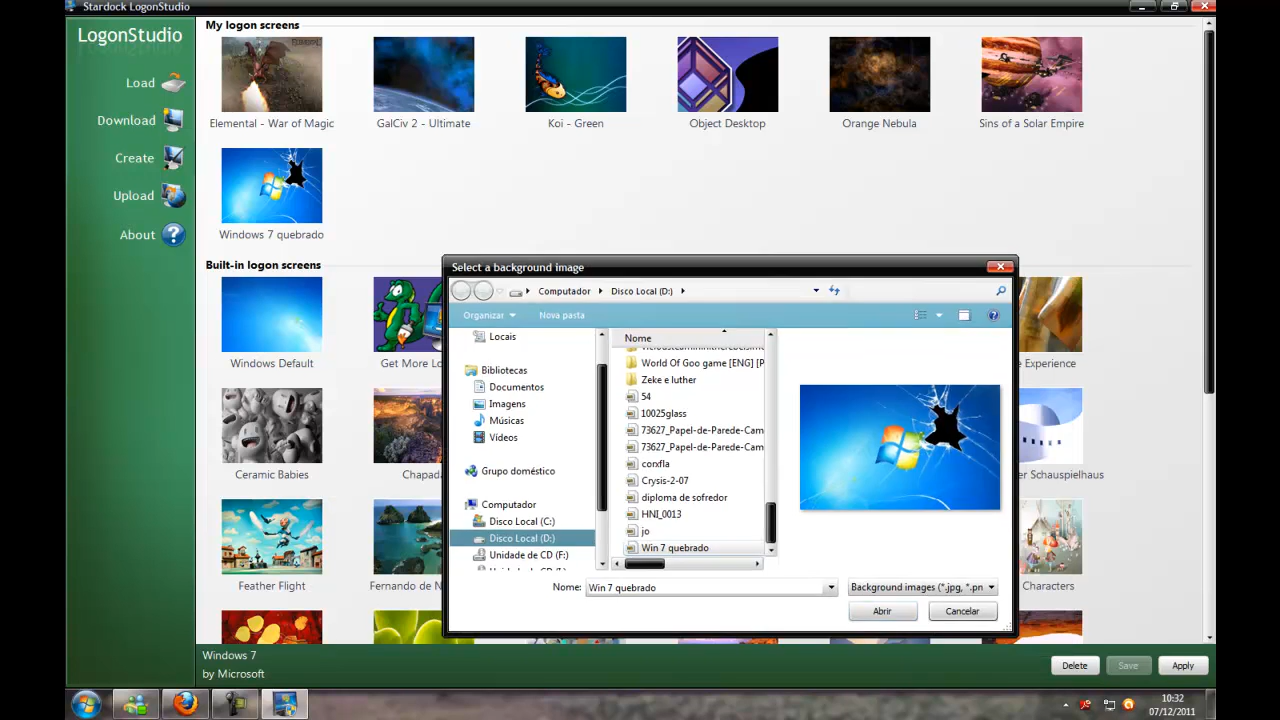 Stardock LogonStudio
LogonStudio
Load
Download
Create
Upload
About
My logon screens
Elemental - War of Magic
GalCiv 2 - Ultimate
Koi - Green
Object Desktop
Orange Nebula
Sins of a Solar Empire
Windows 7 quebrado
Built-in logon screens
Windows Default
Get More Lo
e Experience
Ceramic Babies
Chapada
er Schauspielhaus
Feather Flight
Fernando de N
Characters
Select a background image
Computador
Disco Local (D:)
Organizar
Nova pasta
Locais
Bibliotecas
Documentos
Imagens
Músicas
Vídeos
Grupo doméstico
Computador
Disco Local (C:)
Disco Local (D:)
Unidade de CD (F:)
Nome
World Of Goo game [ENG] [P
Zeke e luther
54
10025glass
73627_Papel-de-Parede-Cam
73627_Papel-de-Parede-Cam
conxfla
Crysis-2-07
diploma de sofredor
HNI_0013
jo
Win 7 quebrado
Nome:
Win 7 quebrado
Background images (*.jpg, *.pn
Abrir
Cancelar
Windows 7
by Microsoft
Delete
Save
Apply
10:32
07/12/2011